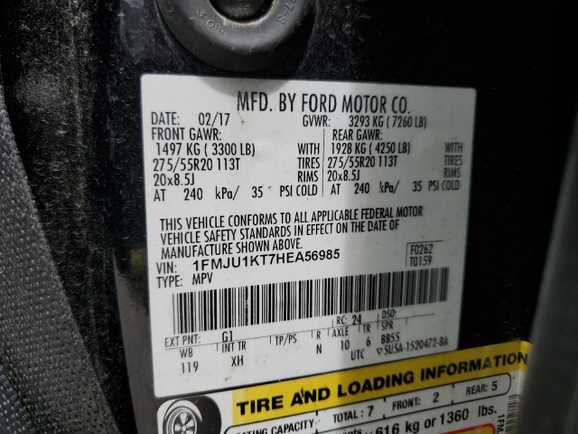 MFD. BY FORD MOTOR CO.
DATE: 02/17 GVWR: 3293 KG ( 7260 LB)
FRONT GAWR: REAR GAWR:
1497 KG ( 3300 LB) WITH 1928 KG ( 4250 LB) WITH
275/55R20 113T TIRES 275/55R20 113T TIRES
20x8.5J RIMS 20x8.5J RIMS
AT 240 kPa/ 35 PSI COLD AT 240 kPa/ 35 PSI COLD
THIS VEHICLE CONFORMS TO ALL APPLICABLE FEDERAL MOTOR
VEHICLE SAFETY STANDARDS IN EFFECT ON THE DATE OF
MANUFACTURE SHOWN ABOVE.
VIN: 1FMJU1KT7HEA56985 F0262
TYPE: MPV T0159
RC: 24 DSO:
EXT PNT: G1
WB INT TR TP/PS R AXLE TR SPR
119 XH N 10 6 BB55
UTC SU5A-1520472-BA
TIRE AND LOADING INFORMATION
SEATING CAPACITY TOTAL: 7 FRONT: 2 REAR: 5
616 kg or 1360 lbs.